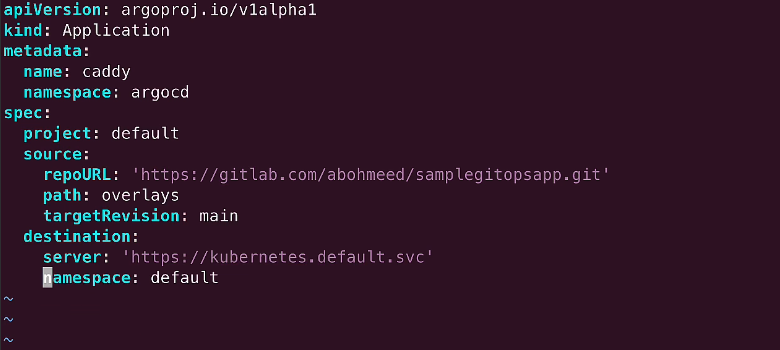 apiVersion: argoproj.io/v1alpha1
kind: Application
metadata:
  name: caddy
  namespace: argocd
spec:
  project: default
  source:
    repoURL: 'https://gitlab.com/abohmeed/samplegitopsapp.git'
    path: overlays
    targetRevision: main
  destination:
    server: 'https://kubernetes.default.svc'
    namespace: default
~
~
~